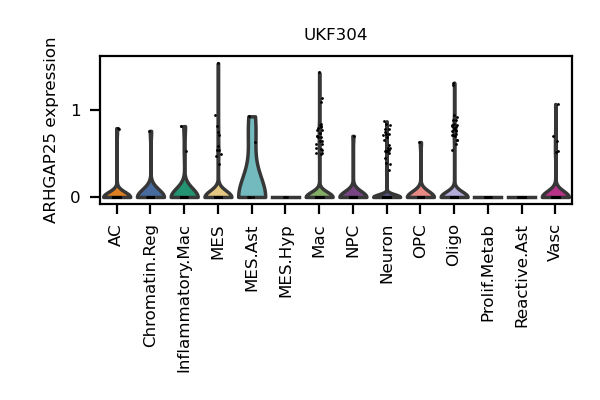 UKF304
ARHGAP25 expression
1
0
AC
Chromatin.Reg
Inflammatory.Mac
MES
MES.Ast
MES.Hyp
Mac
NPC
Neuron
OPC
Oligo
Prolif.Metab
Reactive.Ast
Vasc